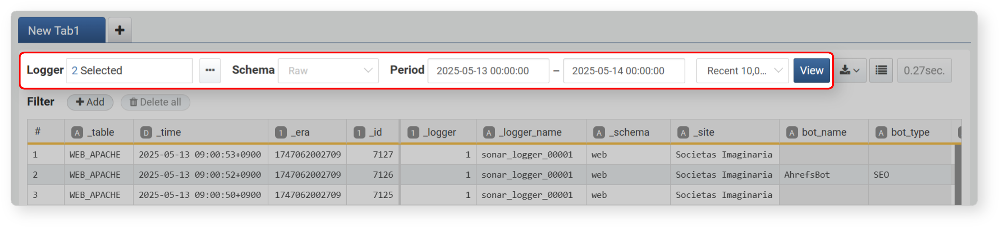 New Tab1
Logger 2 Selected ... Schema Raw Period 2025-05-13 00:00:00 – 2025-05-14 00:00:00 Recent 10,0... View 0.27sec.
Filter Add Delete all
# A _table D _time 1 _era 1 _id 1 _logger A _logger_name A _schema A _site A bot_name A bot_type
1 WEB_APACHE 2025-05-13 09:00:53+0900 1747062002709 7127 1 sonar_logger_00001 web Societas Imaginaria
2 WEB_APACHE 2025-05-13 09:00:52+0900 1747062002709 7126 1 sonar_logger_00001 web Societas Imaginaria AhrefsBot SEO
3 WEB_APACHE 2025-05-13 09:00:50+0900 1747062002709 7125 1 sonar_logger_00001 web Societas Imaginaria